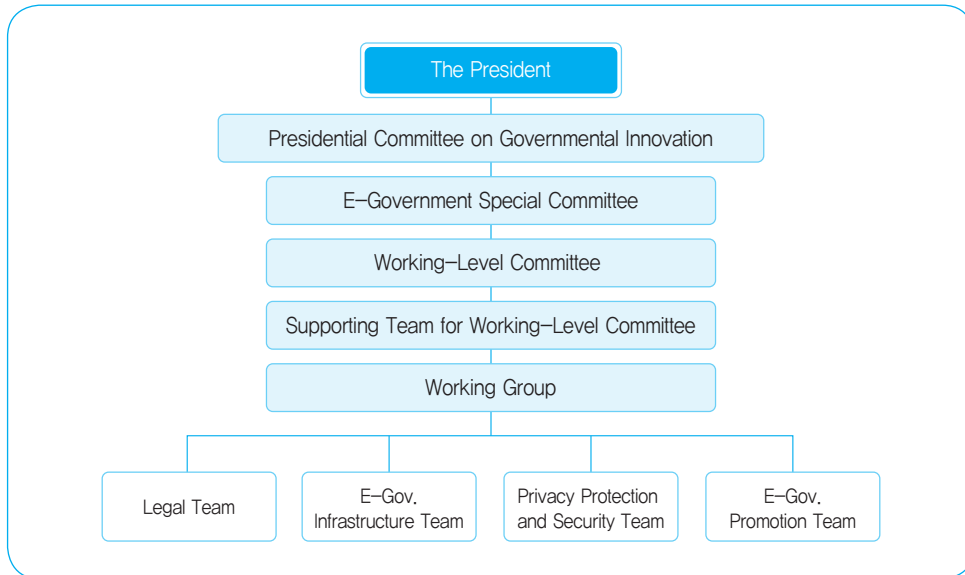 The President
Presidential Committee on Governmental Innovation
E-Government Special Committee
Working-Level Committee
Supporting Team for Working-Level Committee
Working Group
Legal Team
E-Gov.
Infrastructure Team
Privacy Protection
and Security Team
E-Gov.
Promotion Team